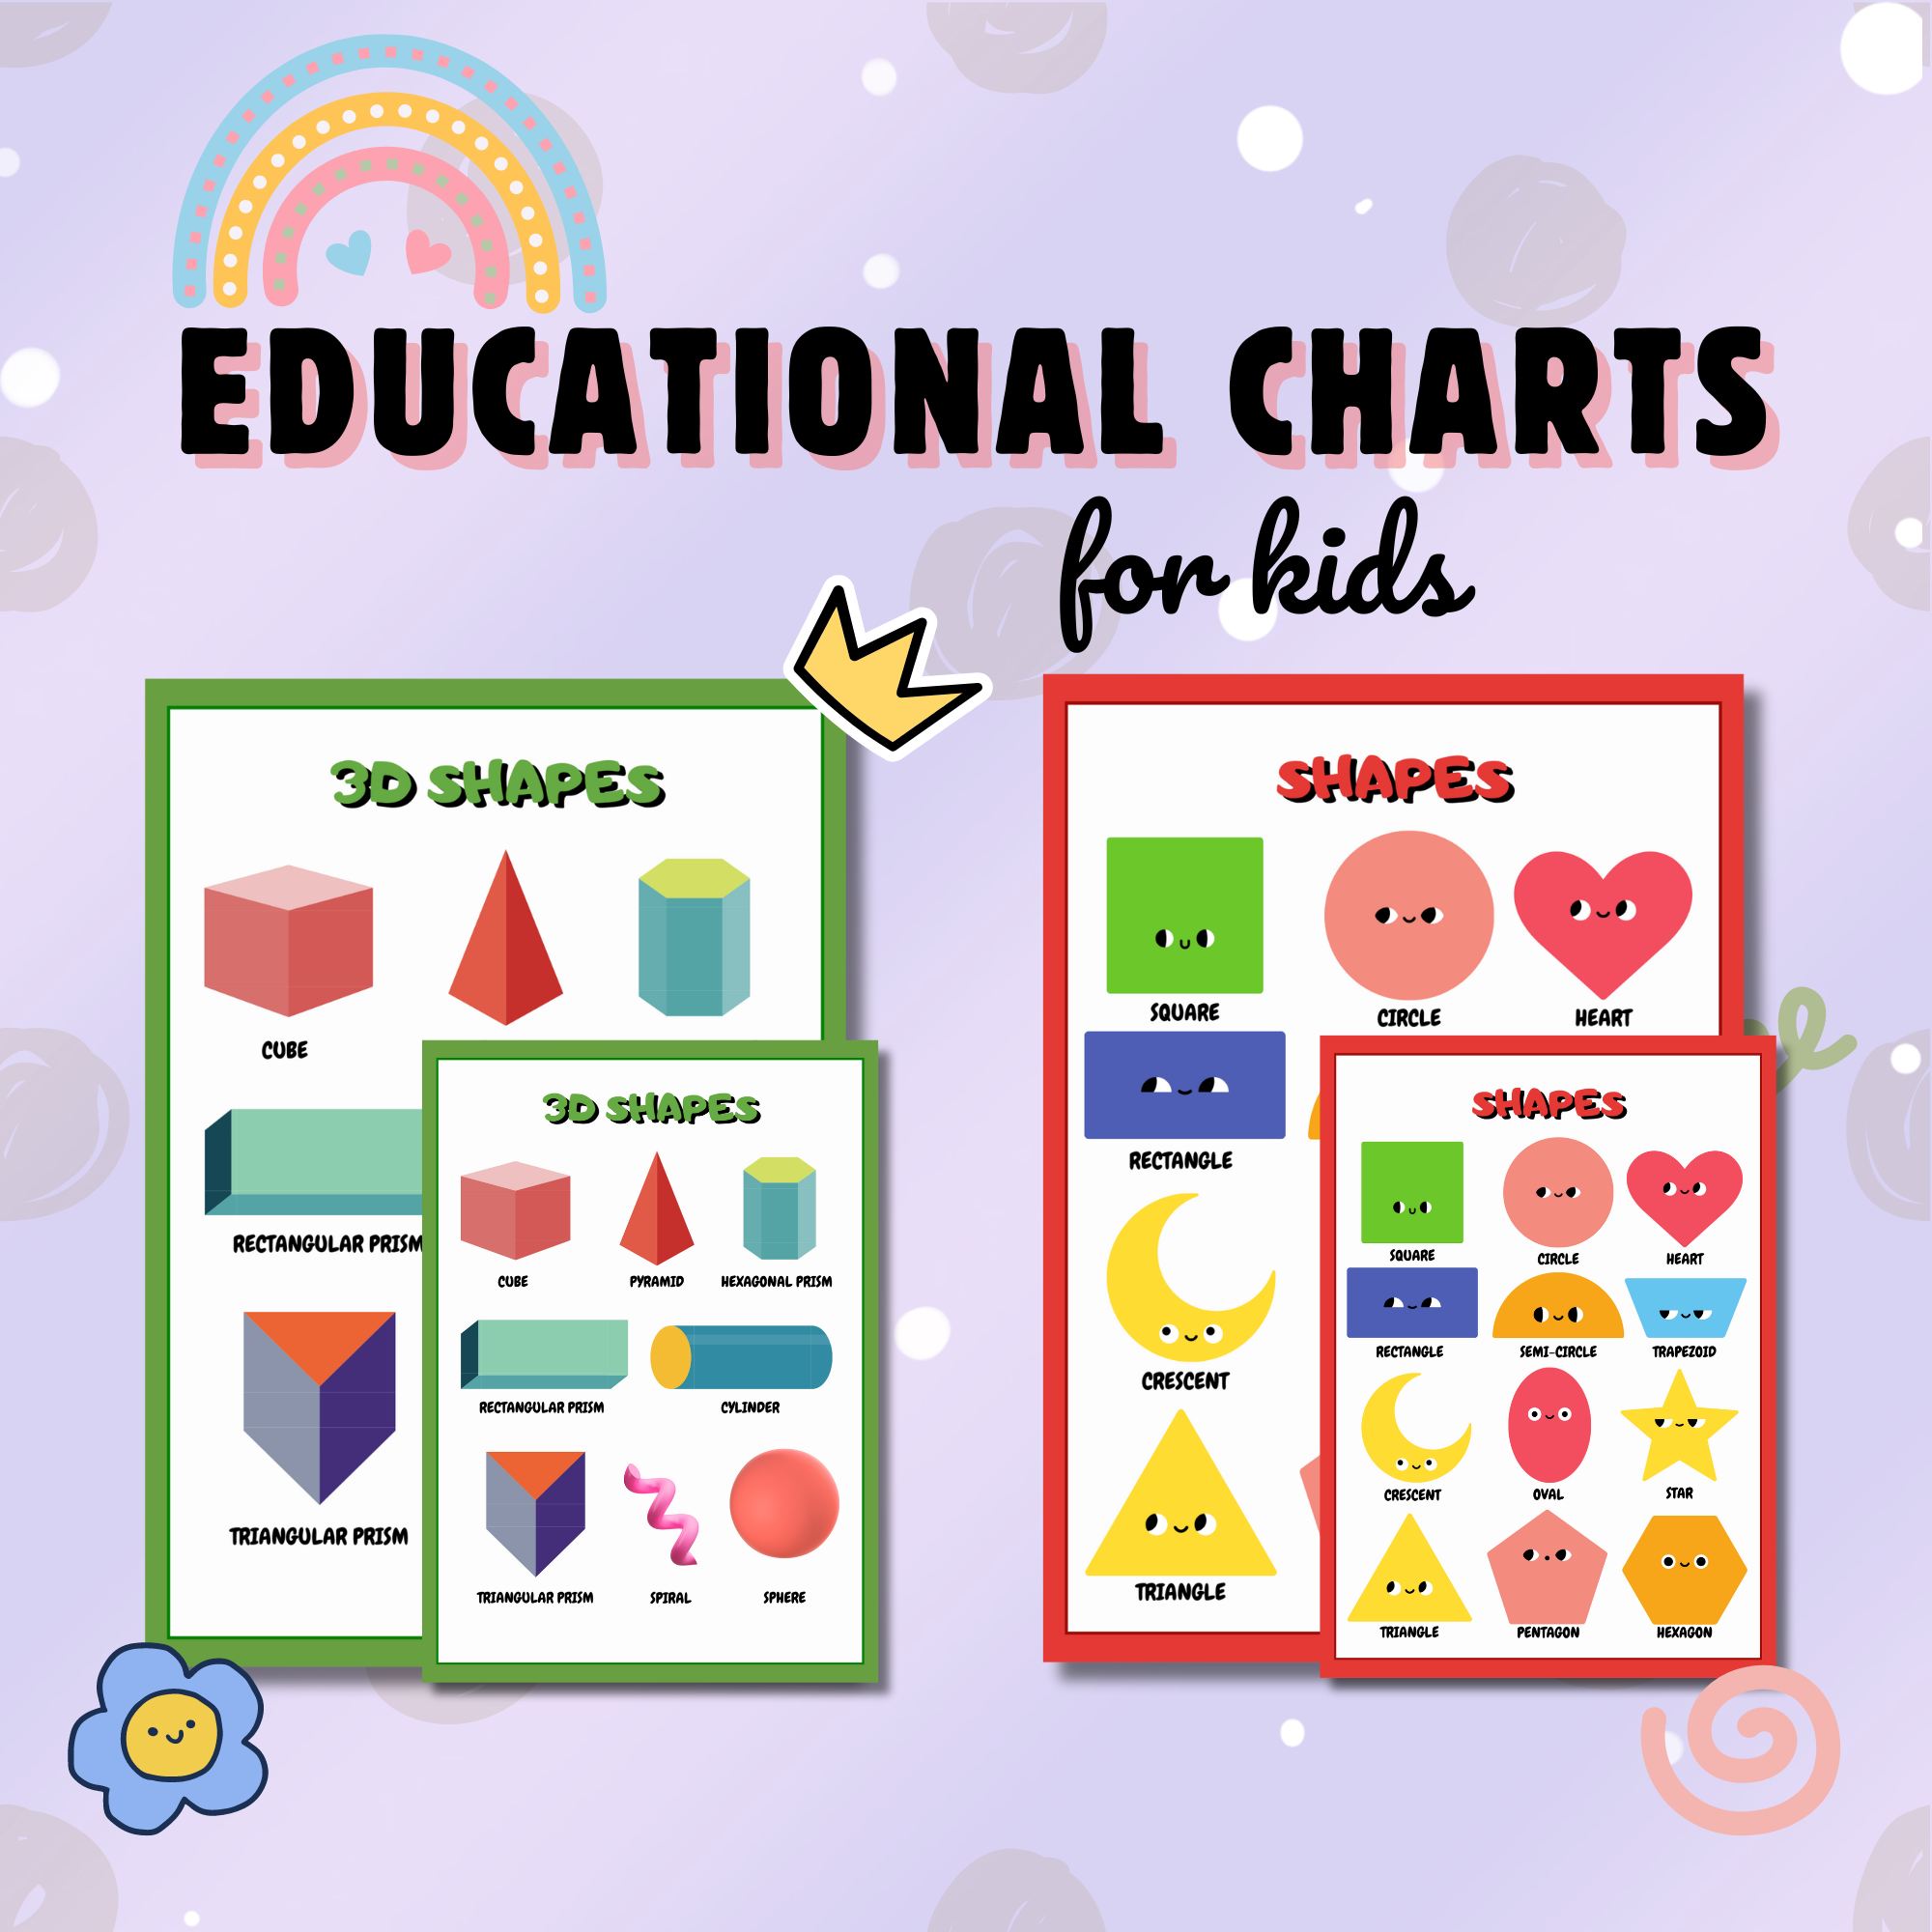 EDUCATIONAL CHARTS
for kids
3D SHAPES
CUBE
RECTANGULAR PRISM
TRIANGULAR PRISM
3D SHAPES
CUBE PYRAMID HEXAGONAL PRISM
RECTANGULAR PRISM CYLINDER
TRIANGULAR PRISM SPIRAL SPHERE
SHAPES
SQUARE CIRCLE HEART
RECTANGLE
CRESCENT
TRIANGLE
SHAPES
SQUARE CIRCLE HEART
RECTANGLE SEMI-CIRCLE TRAPEZOID
CRESCENT OVAL STAR
TRIANGLE PENTAGON HEXAGON